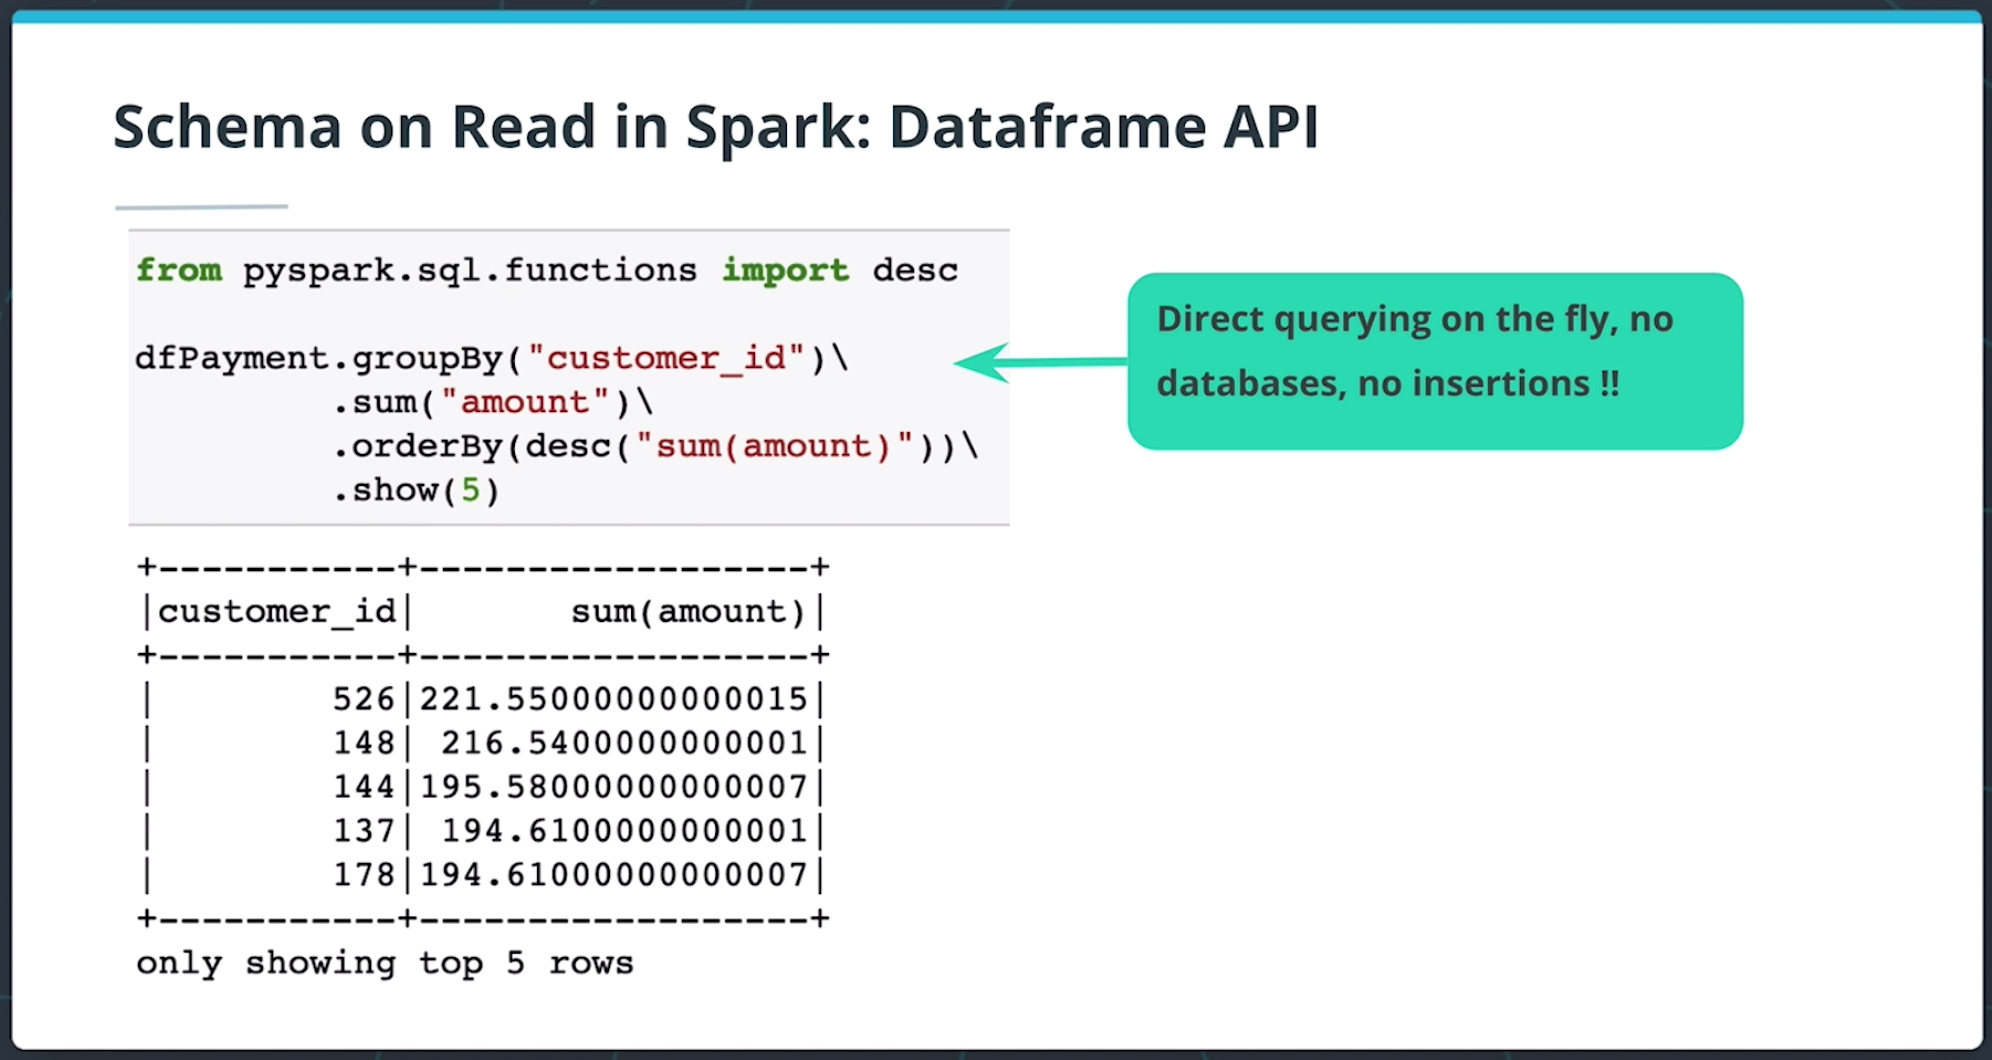 Schema on Read in Spark: Dataframe API
from pyspark.sql.functions import desc
dfPayment.groupBy("customer_id")\
         .sum("amount")\
         .orderBy(desc("sum(amount)"))\
         .show(5)
Direct querying on the fly, no
databases, no insertions !!
+-----------+------------------+
|customer_id|       sum(amount)|
+-----------+------------------+
|        526|221.55000000000015|
|        148| 216.5400000000001|
|        144|195.58000000000007|
|        137| 194.6100000000001|
|        178|194.61000000000007|
+-----------+------------------+
only showing top 5 rows